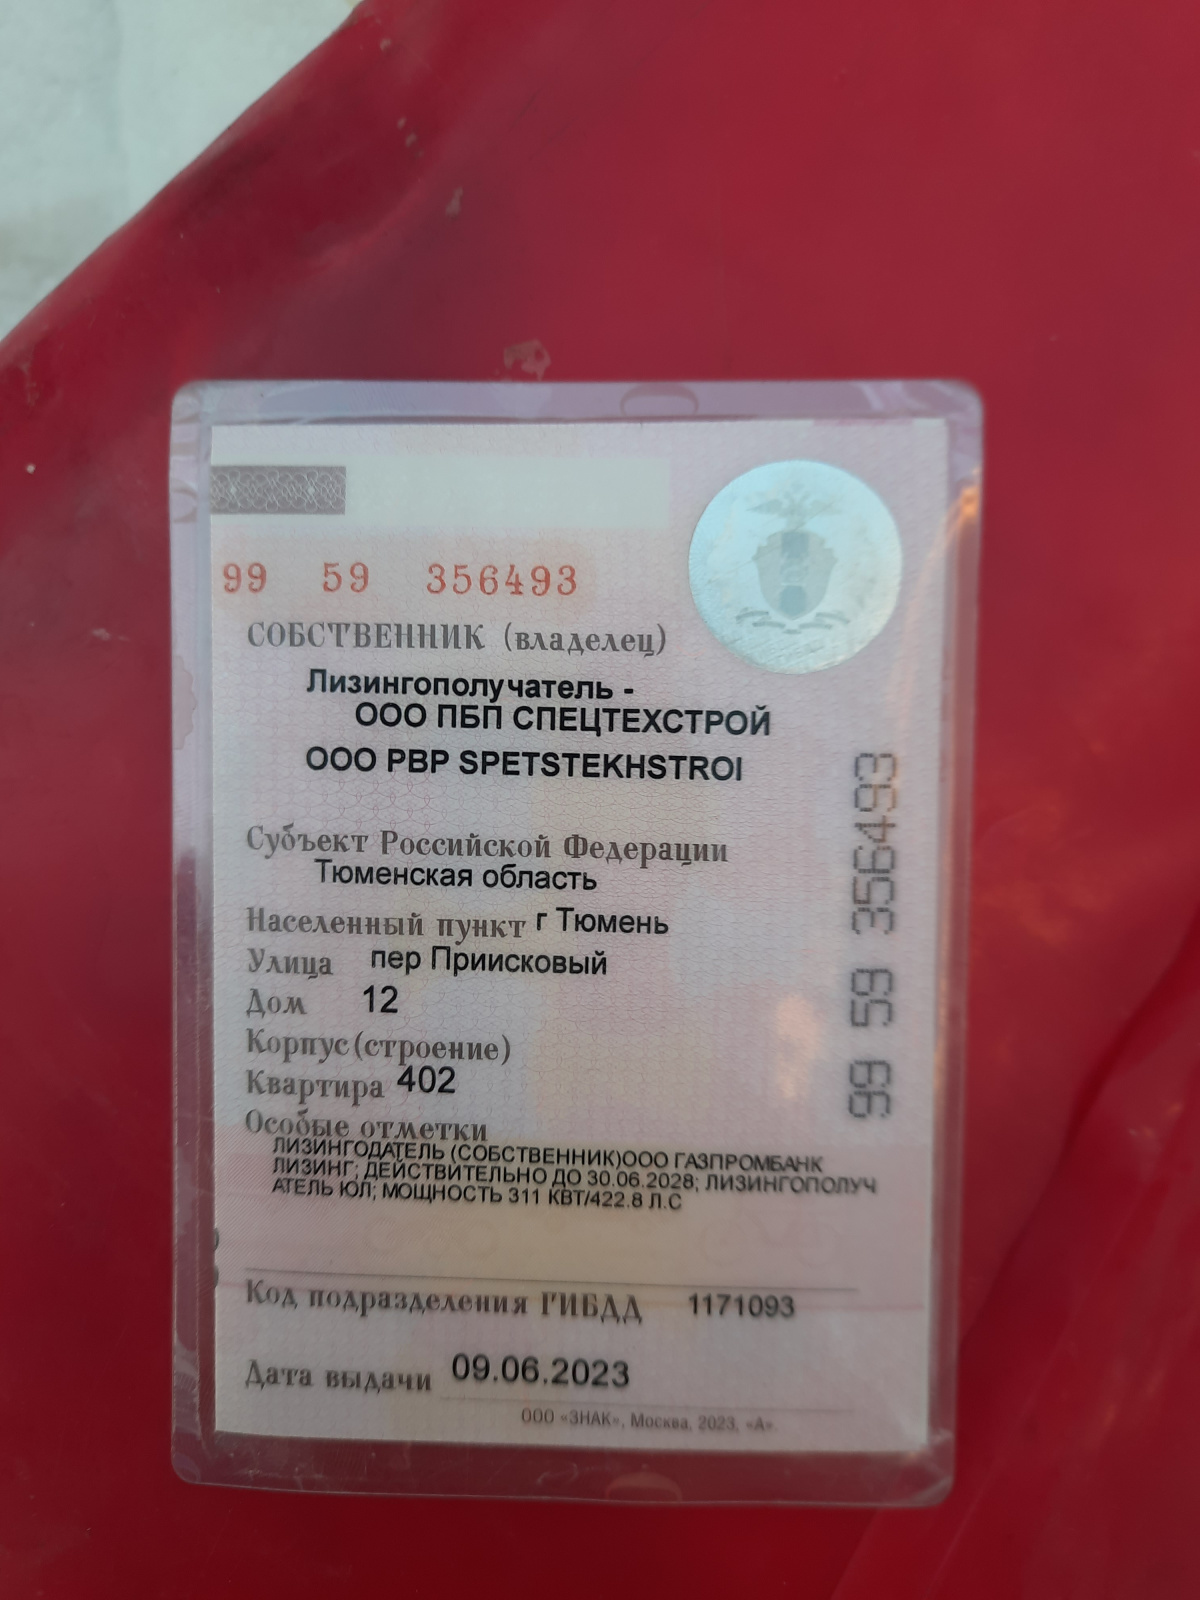 99 59 356493
СОБСТВЕННИК (владелец)
Лизингополучатель -
ООО ПБП СПЕЦТЕХСТРОЙ
OOO PBP SPETSTEKHSTROI
Субъект Российской Федерации
Тюменская область
Населенный пункт г Тюмень
Улица пер Приисковый
Дом 12
Корпус(строение)
Квартира 402
Особые отметки
ЛИЗИНГОДАТЕЛЬ (СОБСТВЕННИК)ООО ГАЗПРОМБАНК
ЛИЗИНГ; ДЕЙСТВИТЕЛЬНО ДО 30.06.2028; ЛИЗИНГОПОЛУЧ
АТЕЛЬ ЮЛ; МОЩНОСТЬ 311 КВТ/422.8 Л.С
Код подразделения ГИБДД 1171093
Дата выдачи 09.06.2023
ООО «ЗНАК», Москва, 2023, «А».
99 59 356493